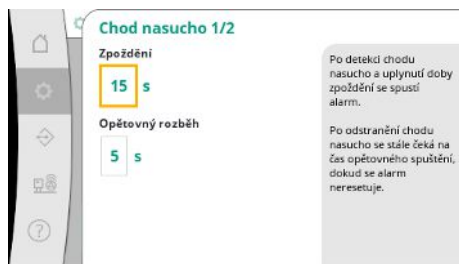 Chod nasucho 1/2
Zpoždění
15 s
Opětovný rozběh
5 s
Po detekci chodu
nasucho a uplynutí doby
zpoždění se spustí
alarm.
Po odstranění chodu
nasucho se stále čeká na
čas opětovného spuštění,
dokud se alarm
neresetuje.
?